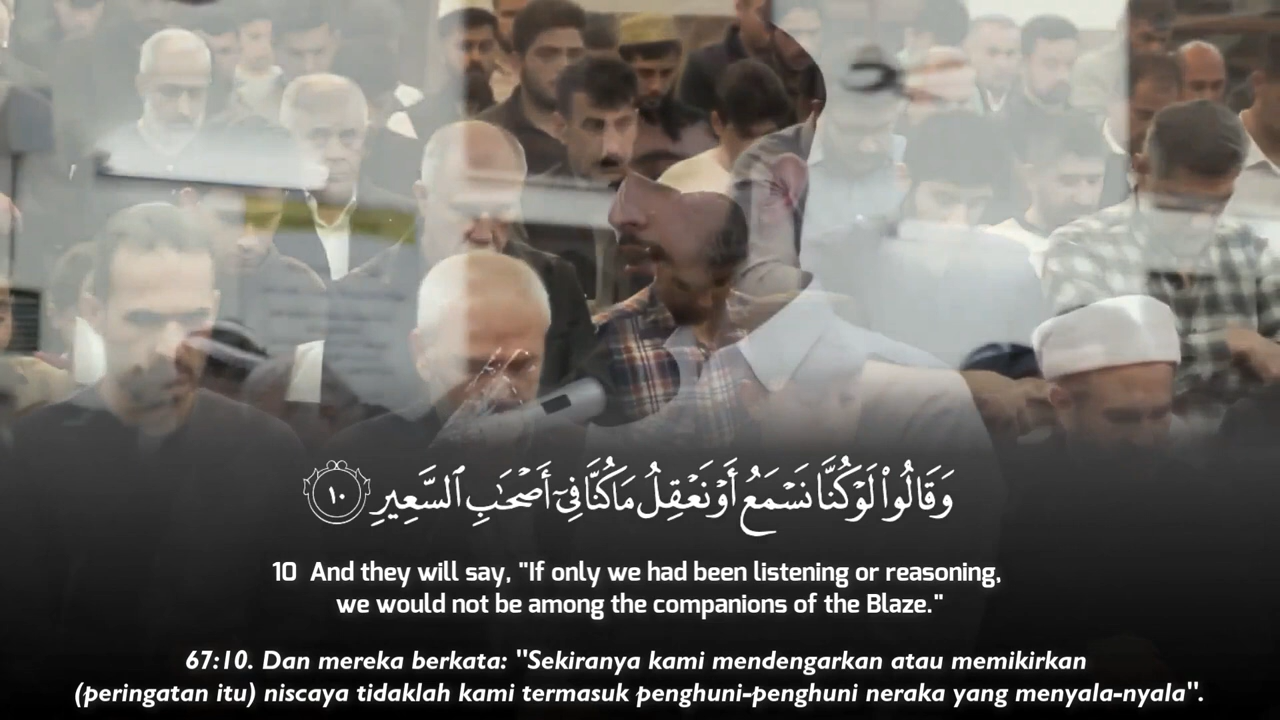 وَقَالُوا۟ لَوْ كُنَّا نَسْمَعُ أَوْ نَعْقِلُ مَا كُنَّا فِىٓ أَصْحَـٰبِ ٱلسَّعِيرِ ١٠
10 And they will say, "If only we had been listening or reasoning,
we would not be among the companions of the Blaze."
67:10. Dan mereka berkata: "Sekiranya kami mendengarkan atau memikirkan
(peringatan itu) niscaya tidaklah kami termasuk penghuni-penghuni neraka yang menyala-nyala".